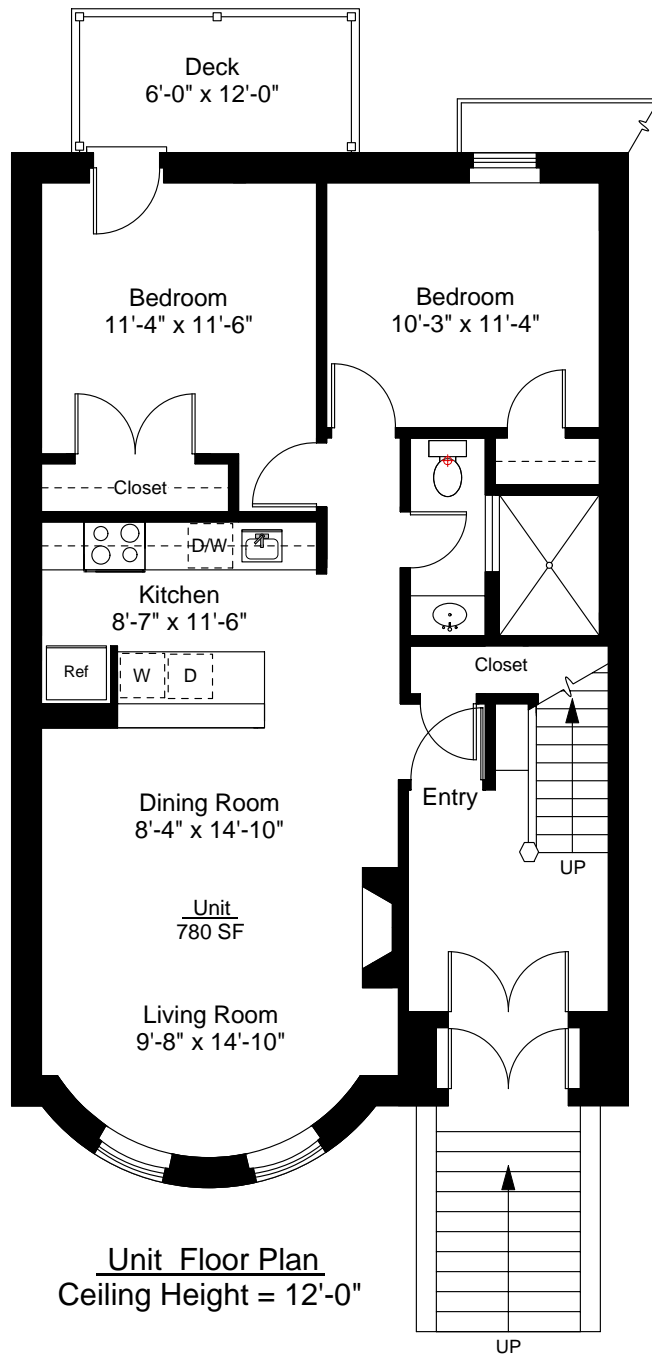 Deck
6'-0" x 12'-0"
Bedroom
11'-4" x 11'-6"
Bedroom
10'-3" x 11'-4"
Closet
D/W
Kitchen
8'-7" x 11'-6"
Ref
W
D
Closet
Entry
UP
Dining Room
8'-4" x 14'-10"
Unit
780 SF
Living Room
9'-8" x 14'-10"
Unit Floor Plan
Ceiling Height = 12'-0"
UP